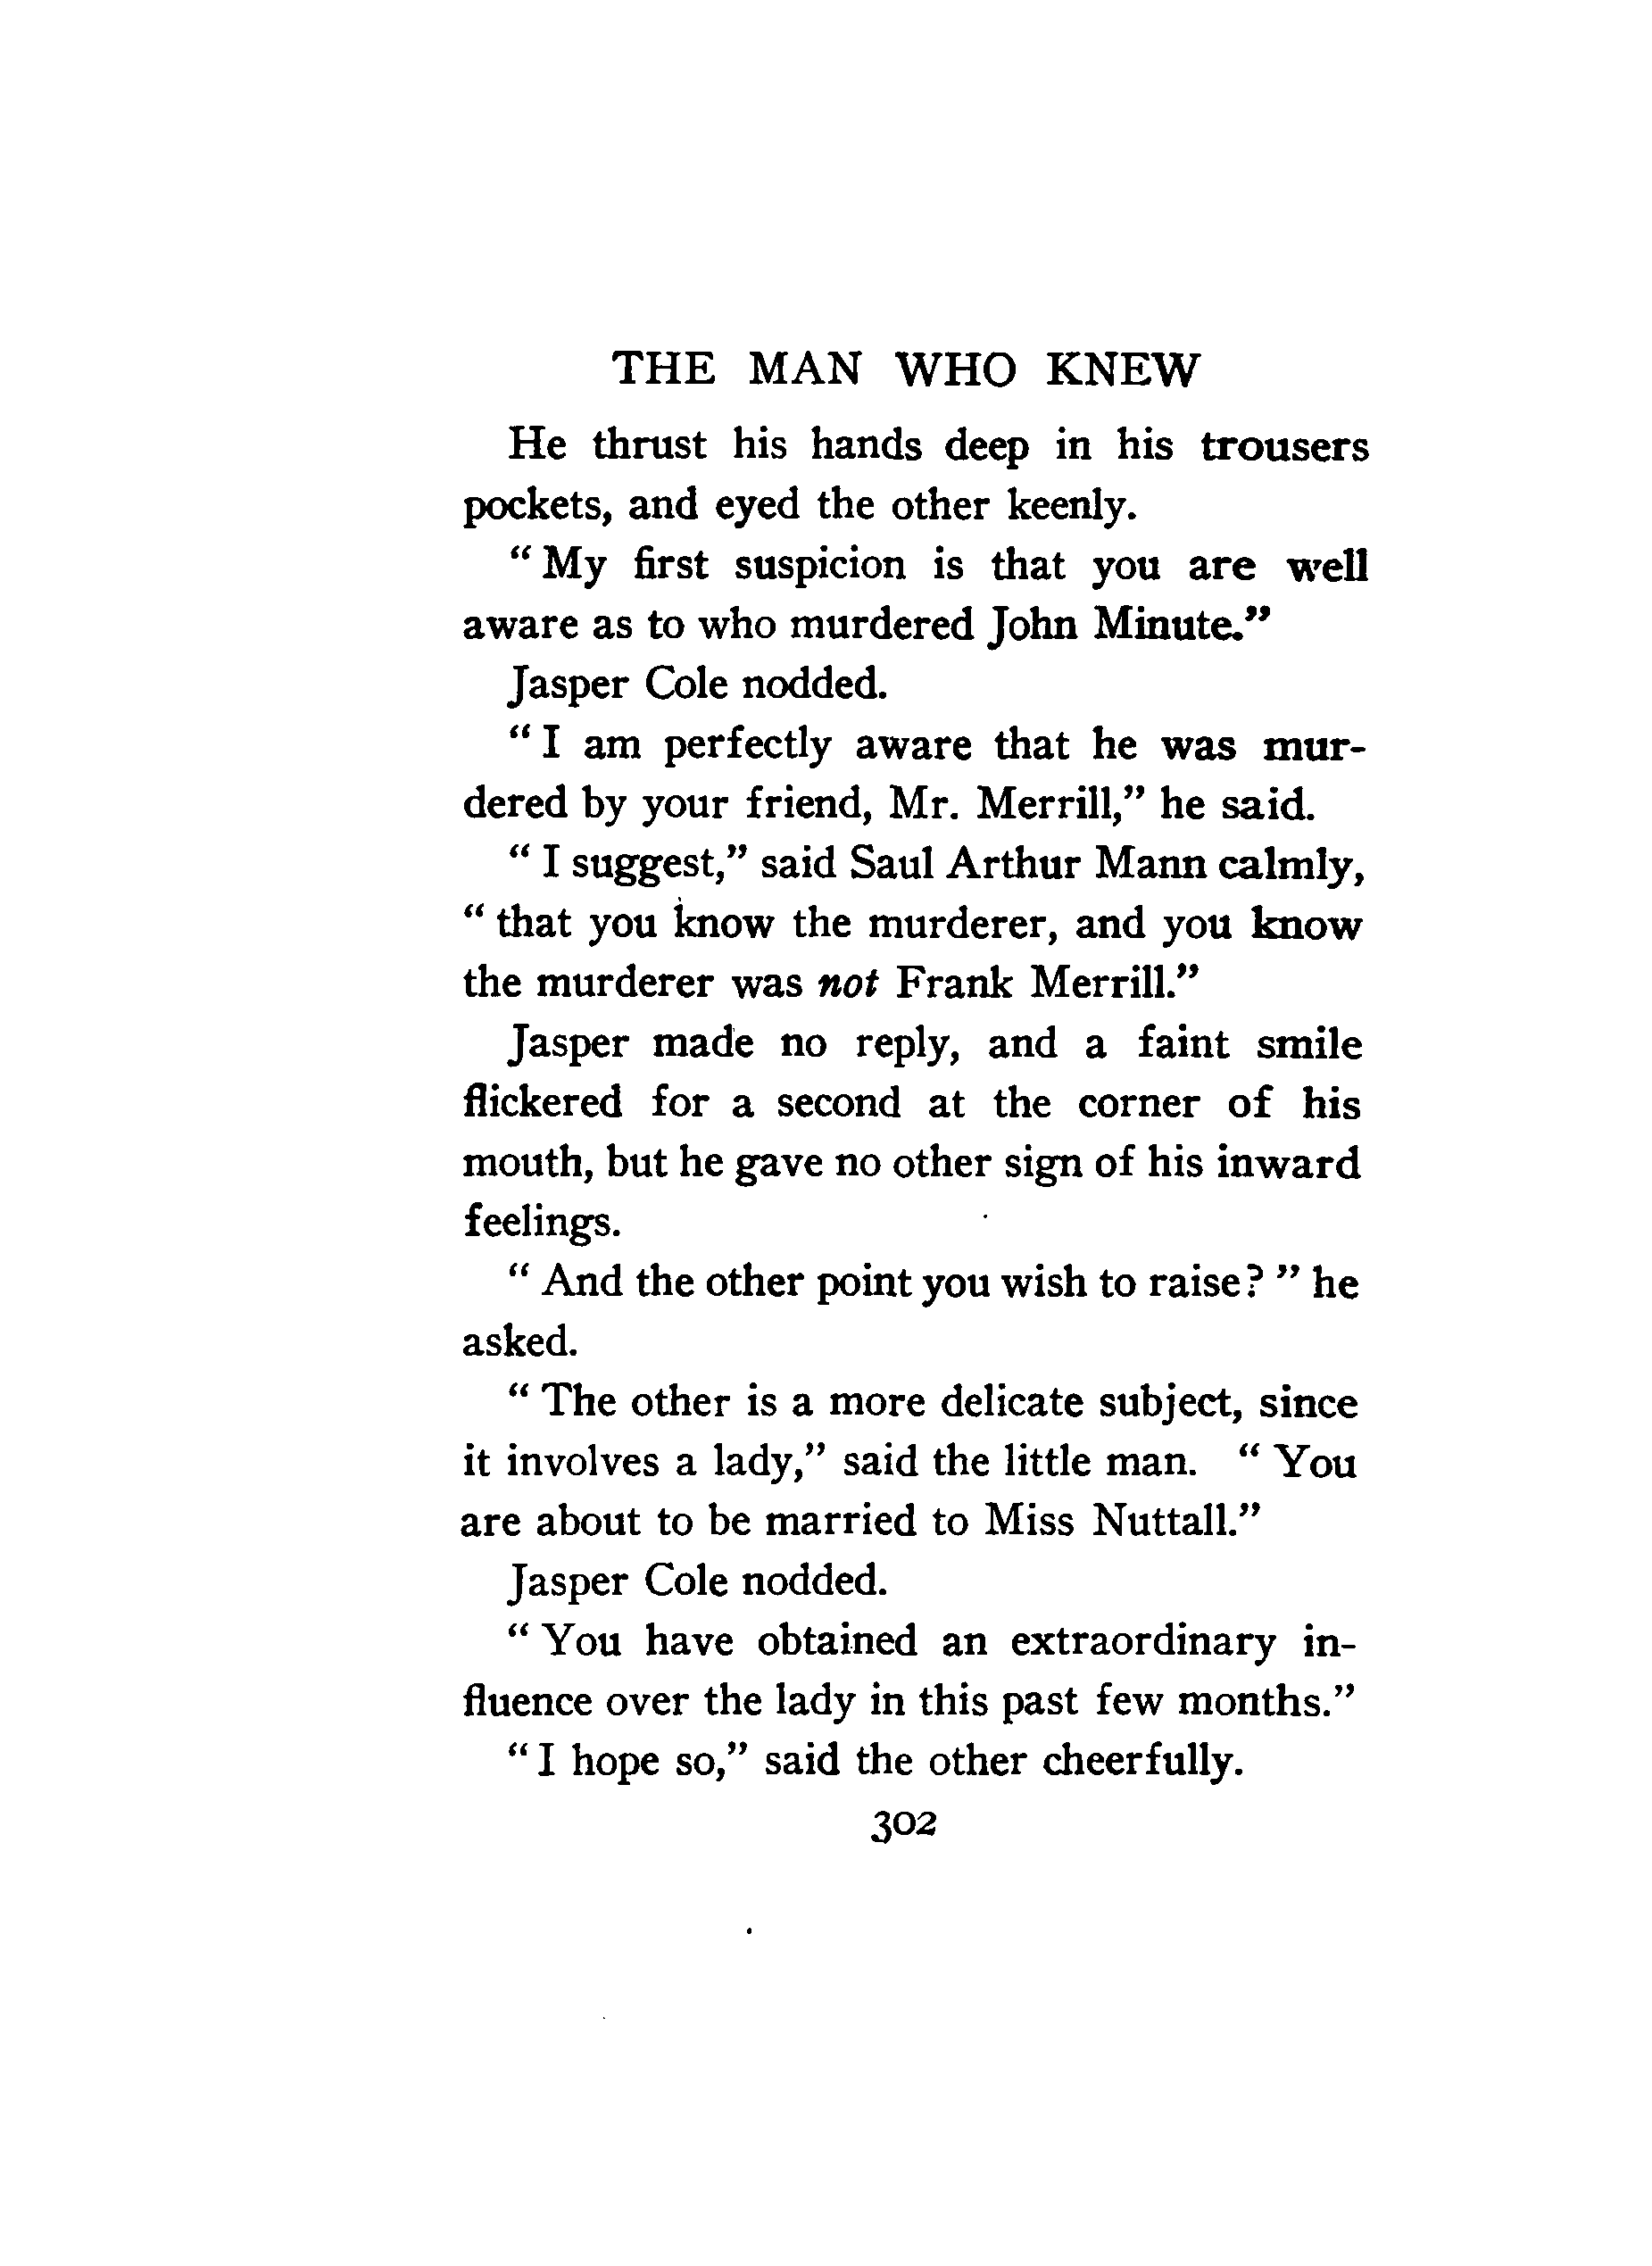 THE MAN WHO KNEW
He thrust his hands deep in his trousers
pockets, and eyed the other keenly.
" My first suspicion is that you are well
aware as to who murdered John Minute."
Jasper Cole nodded.
" I am perfectly aware that he was mur-
dered by your friend, Mr. Merrill," he said.
" I suggest," said Saul Arthur Mann calmly,
" that you know the murderer, and you know
the murderer was not Frank Merrill."
Jasper made no reply, and a faint smile
flickered for a second at the corner of his
mouth, but he gave no other sign of his inward
feelings.
" And the other point you wish to raise? " he
asked.
" The other is a more delicate subject, since
it involves a lady," said the little man. " You
are about to be married to Miss Nuttall."
Jasper Cole nodded.
" You have obtained an extraordinary in-
fluence over the lady in this past few months."
" I hope so," said the other cheerfully.
302